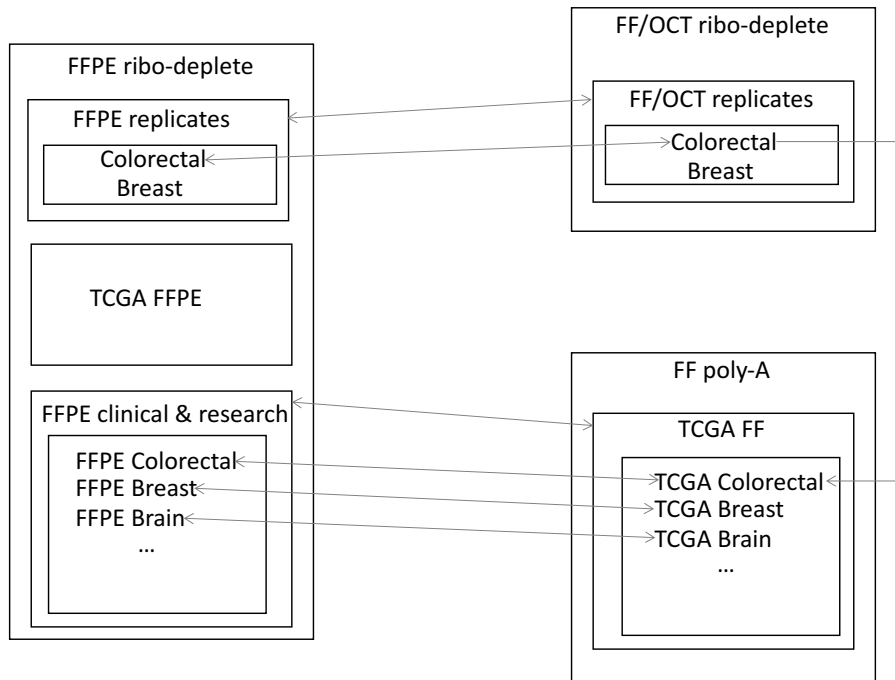 FFPE ribo-deplete
FFPE replicates
Colorectal
Breast
TCGA FFPE
FFPE clinical & research
FFPE Colorectal
FFPE Breast
FFPE Brain
...
FF/OCT ribo-deplete
FF/OCT replicates
Colorectal
Breast
FF poly-A
TCGA FF
TCGA Colorectal
TCGA Breast
TCGA Brain
...